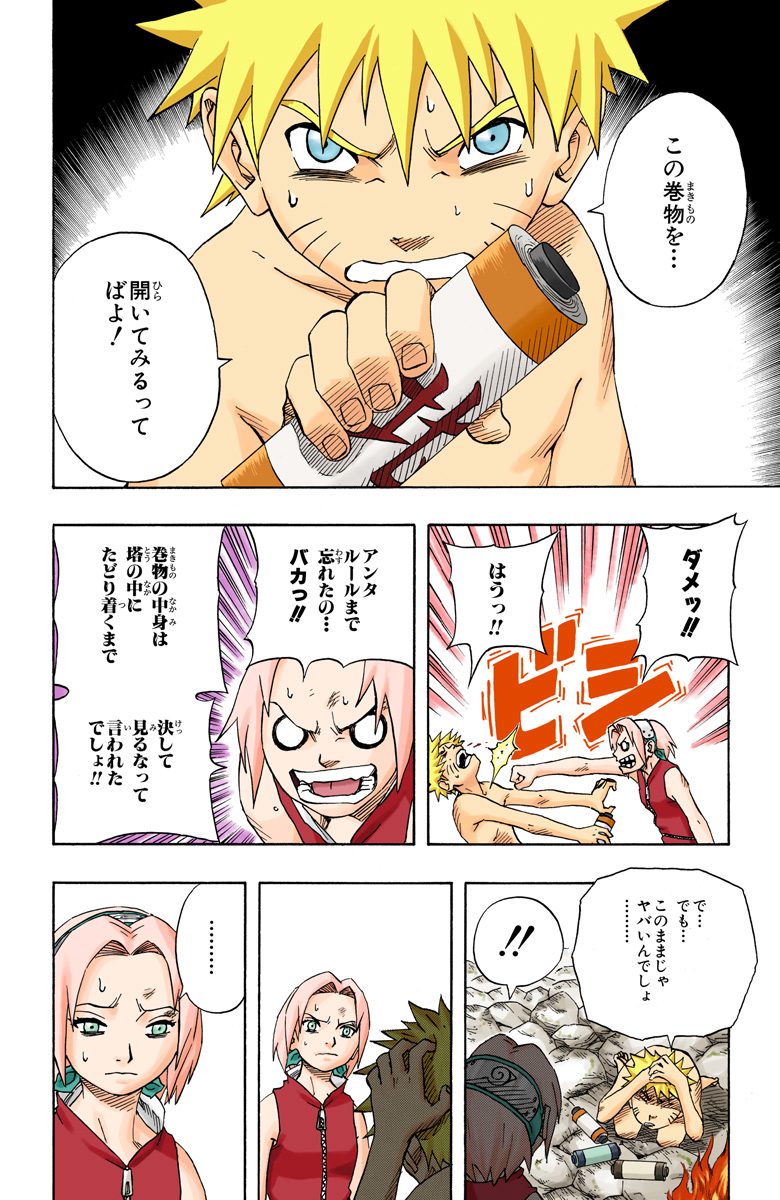 この巻物を…
開いてみるって
ばよ！
ダメッ!!
はうっ!!
ビシ
アンタ
ルールまで
忘れたの…
バカっ!!
巻物の中身は
塔の中に
たどり着くまで
決して
見るなって
言われた
でしょ!!
で…
でも…
このままじゃ
ヤバいんでしょ
………
!!
………